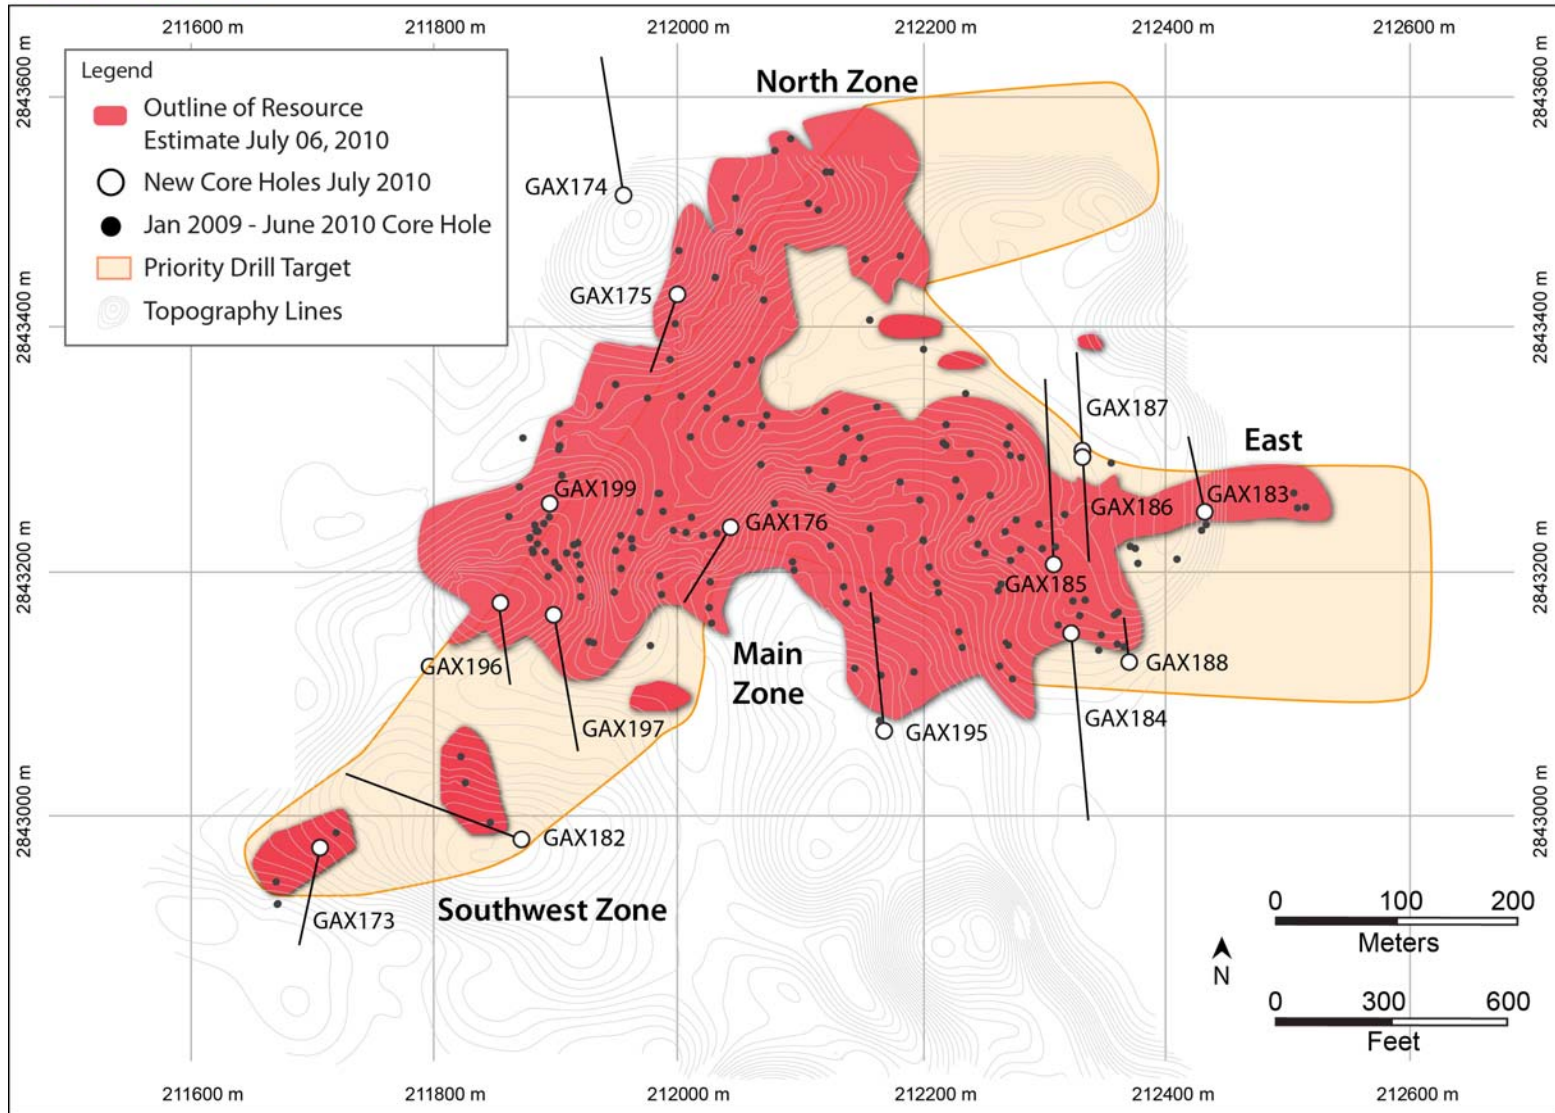 211600 m
211800 m
212000 m
212200 m
212400 m
212600 m
2843600 m
2843600 m
Legend
Outline of Resource
Estimate July 06, 2010
New Core Holes July 2010
Jan 2009 - June 2010 Core Hole
Priority Drill Target
Topography Lines
North Zone
GAX174
GAX175
2843400 m
2843400 m
GAX187
East
GAX199
GAX183
GAX186
GAX176
2843200 m
2843200 m
GAX185
Main
Zone
GAX196
GAX188
GAX184
GAX197
GAX195
2843000 m
2843000 m
GAX182
Southwest Zone
GAX173
0 100 200
Meters
N
0 300 600
Feet
211600 m
211800 m
212000 m
212200 m
212400 m
212600 m